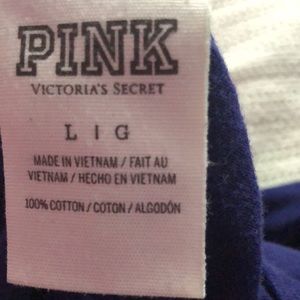 PINK
VICTORIA'S SECRET
L | G
MADE IN VIETNAM / FAIT AU
VIETNAM / HECHO EN VIETNAM
100% COTTON / COTON / ALGODÓN